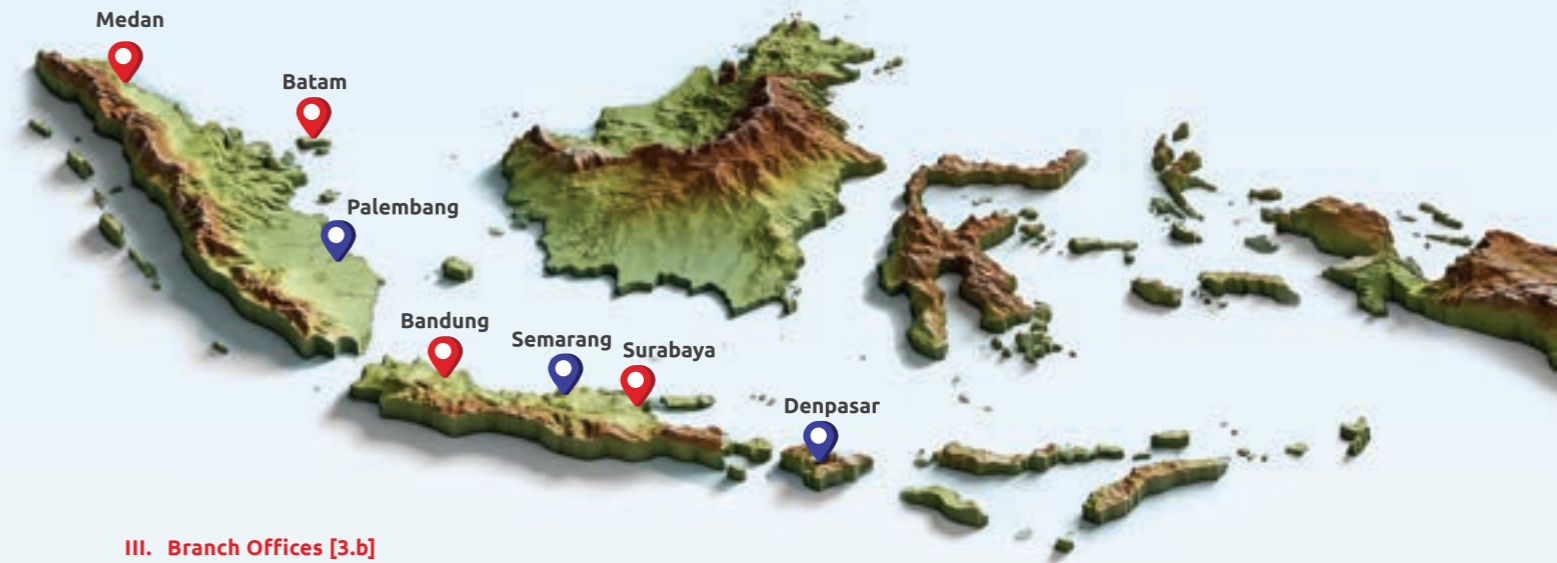 Medan
Batam
Palembang
Bandung
Semarang
Surabaya
Denpasar
III. Branch Offices [3.b]